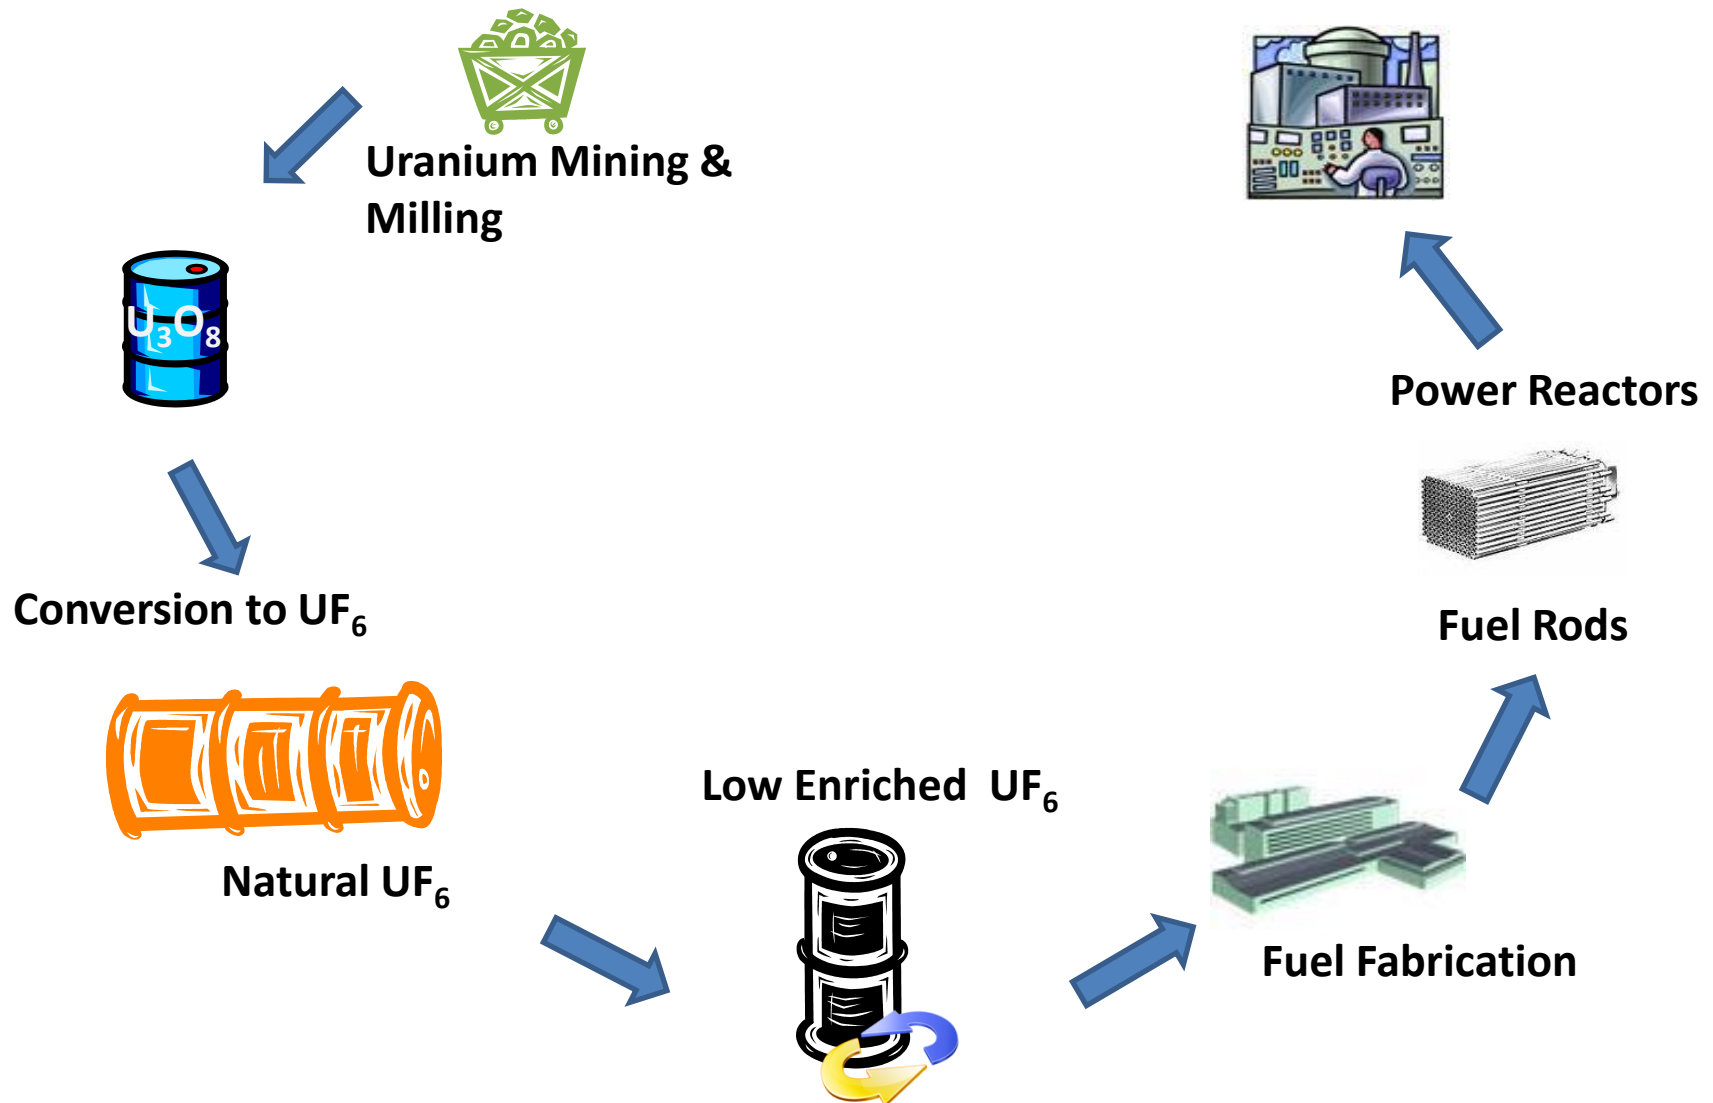 Uranium Mining &
Milling
U₃O₈
Conversion to UF₆
Natural UF₆
Low Enriched  UF₆
Fuel Fabrication
Fuel Rods
Power Reactors